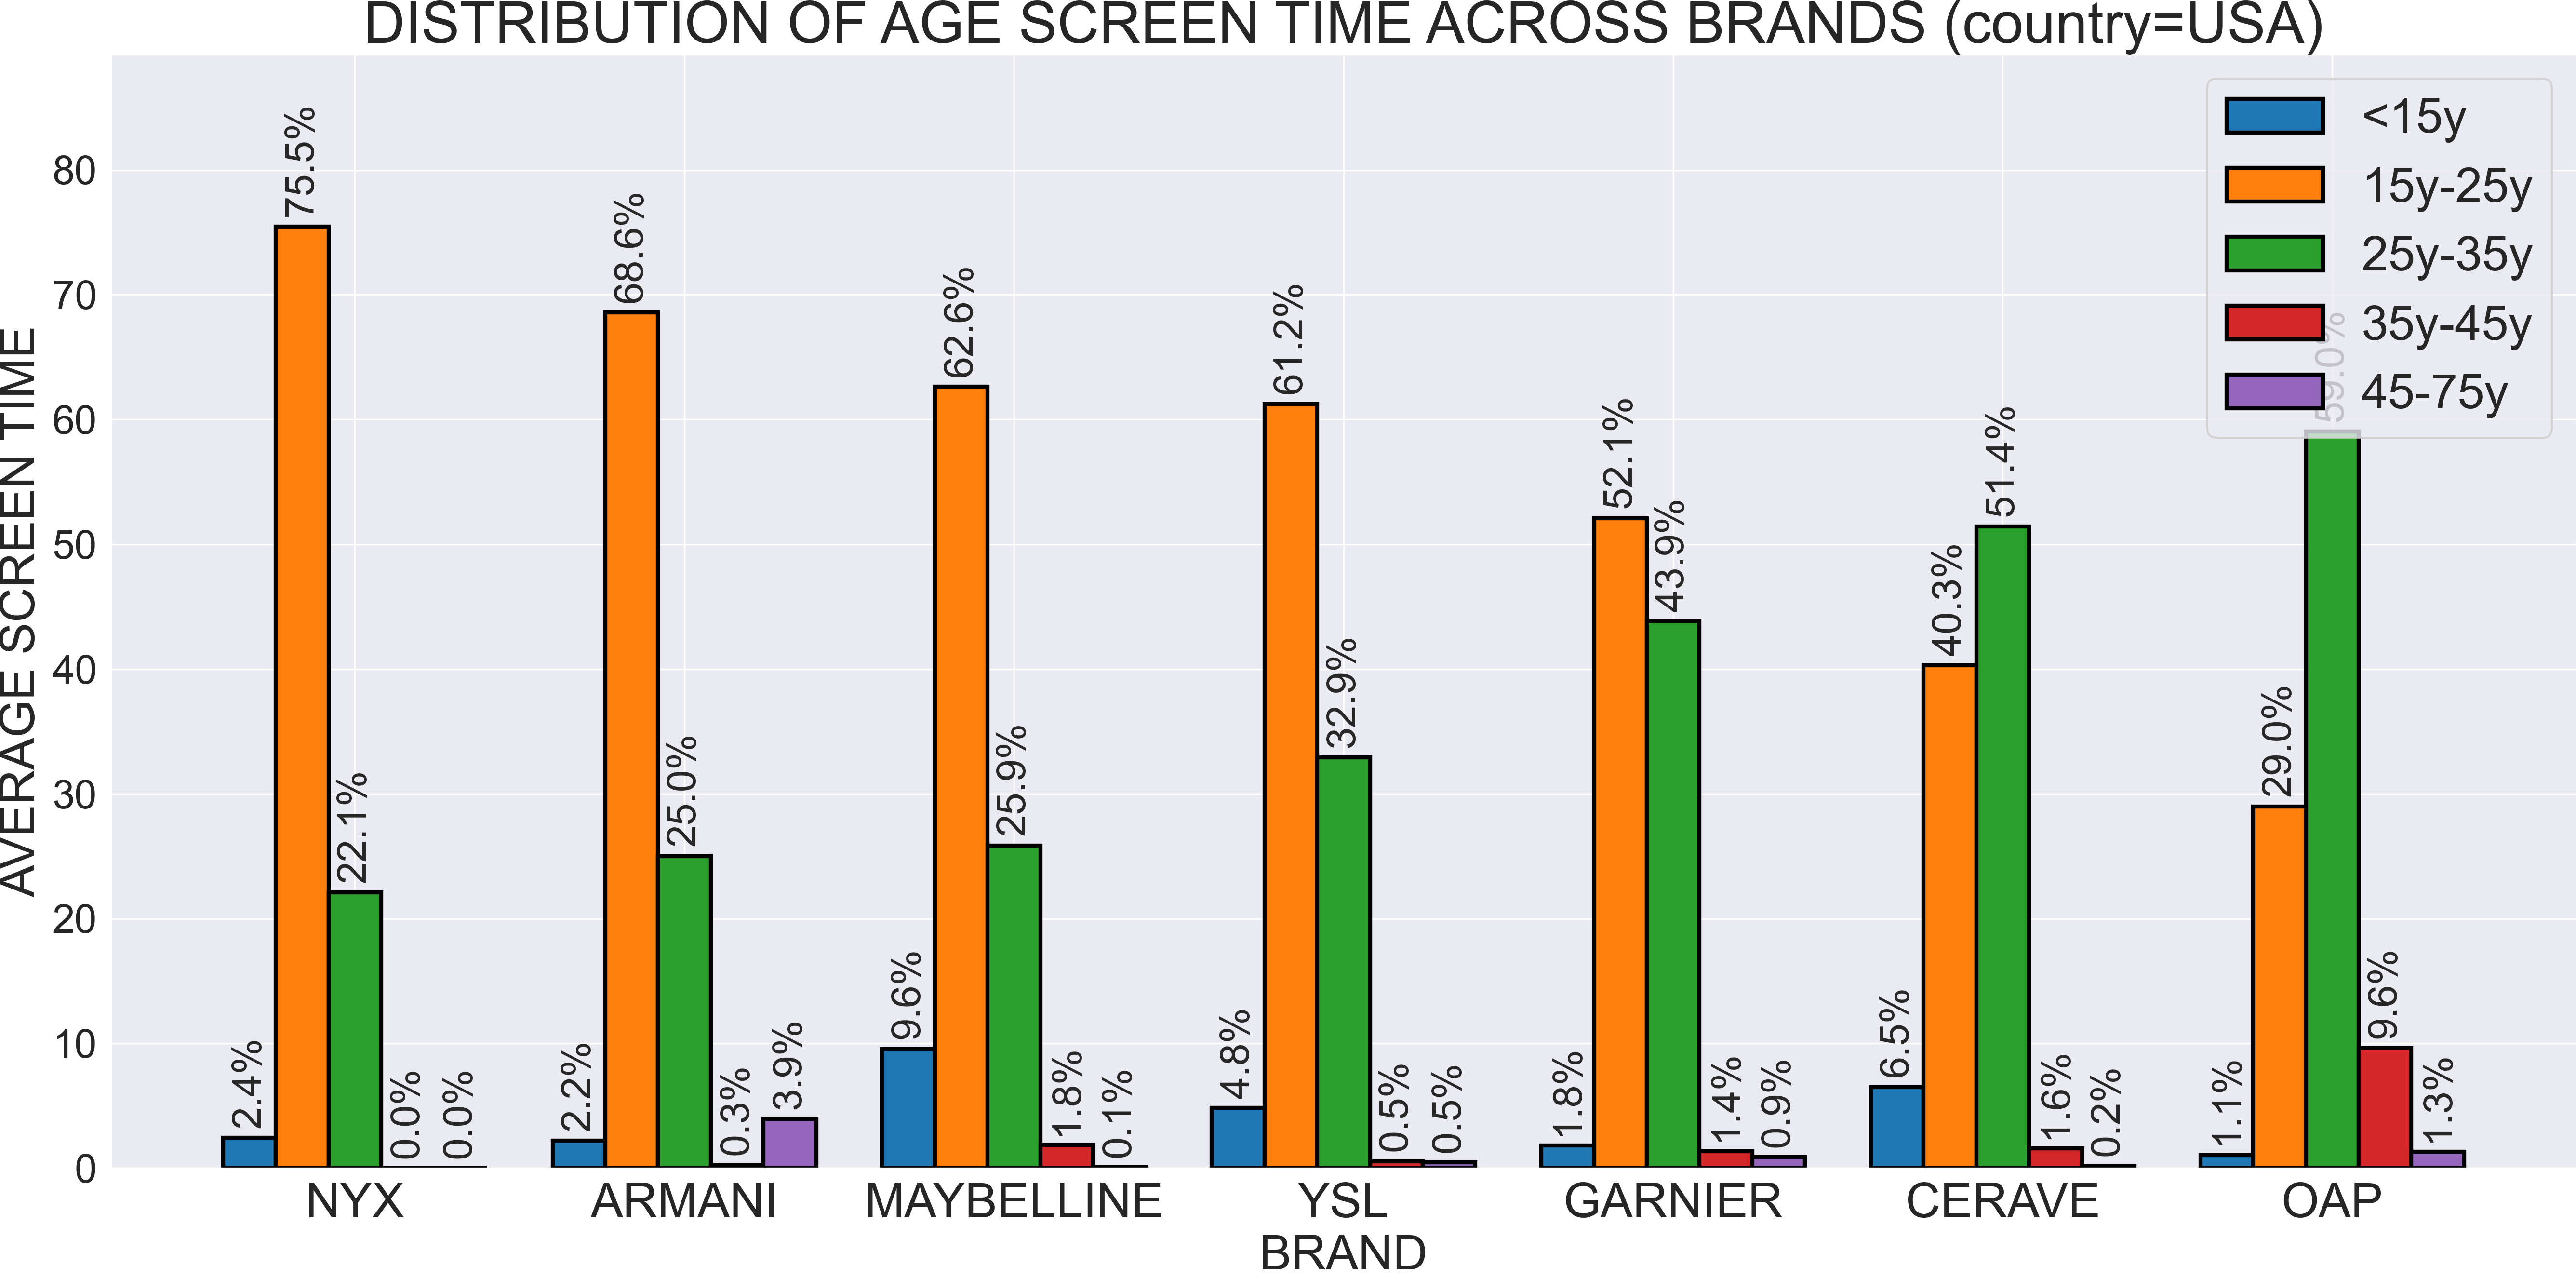 DISTRIBUTION OF AGE SCREEN TIME ACROSS BRANDS (country=USA)
AVERAGE SCREEN TIME
80
70
60
50
40
30
20
10
0
<15y
15y-25y
25y-35y
35y-45y
45-75y
2.4%
75.5%
22.1%
0.0%
0.0%
2.2%
68.6%
25.0%
0.3%
3.9%
9.6%
62.6%
25.9%
1.8%
0.1%
4.8%
61.2%
32.9%
0.5%
0.5%
1.8%
52.1%
43.9%
1.4%
0.9%
6.5%
40.3%
51.4%
1.6%
0.2%
1.1%
29.0%
59.0%
9.6%
1.3%
NYX
ARMANI
MAYBELLINE
YSL
GARNIER
CERAVE
OAP
BRAND